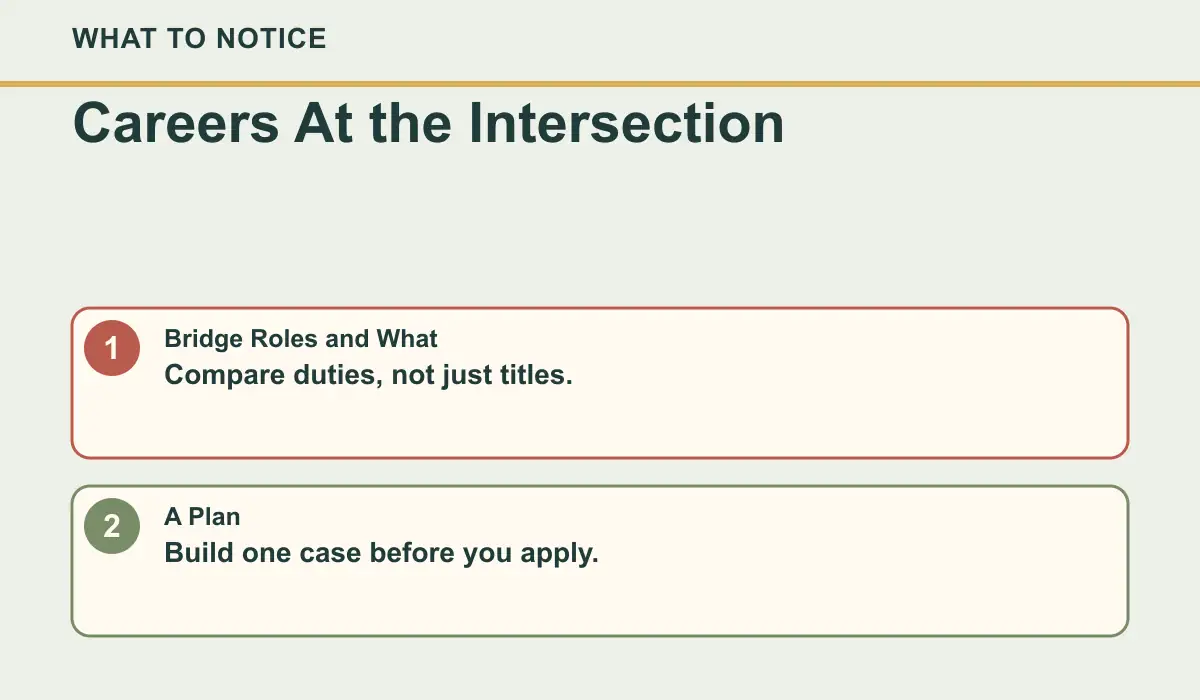 WHAT TO NOTICE
Careers At the Intersection
1
Bridge Roles and What
Compare duties, not just titles.
2
A Plan
Build one case before you apply.